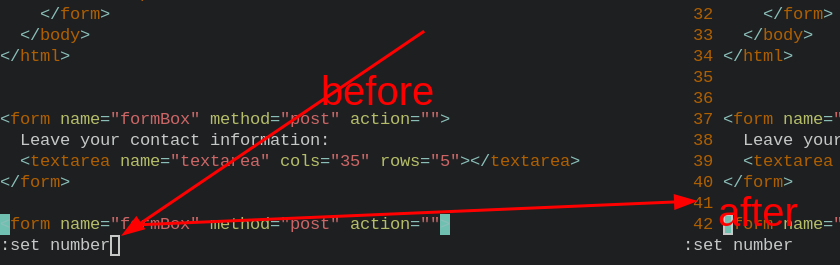 </form>
</body>
</html>
<form name="formBox" method="post" action="">
Leave your contact information:
<textarea name="textarea" cols="35" rows="5"></textarea>
</form>
<form name="formBox" method="post" action="">
:set number
before
32 </form>
33 </body>
34 </html>
35
36
37 <form name="
38 Leave your
39 <textarea
40 </form>
41
42 <form name="
:set number
after